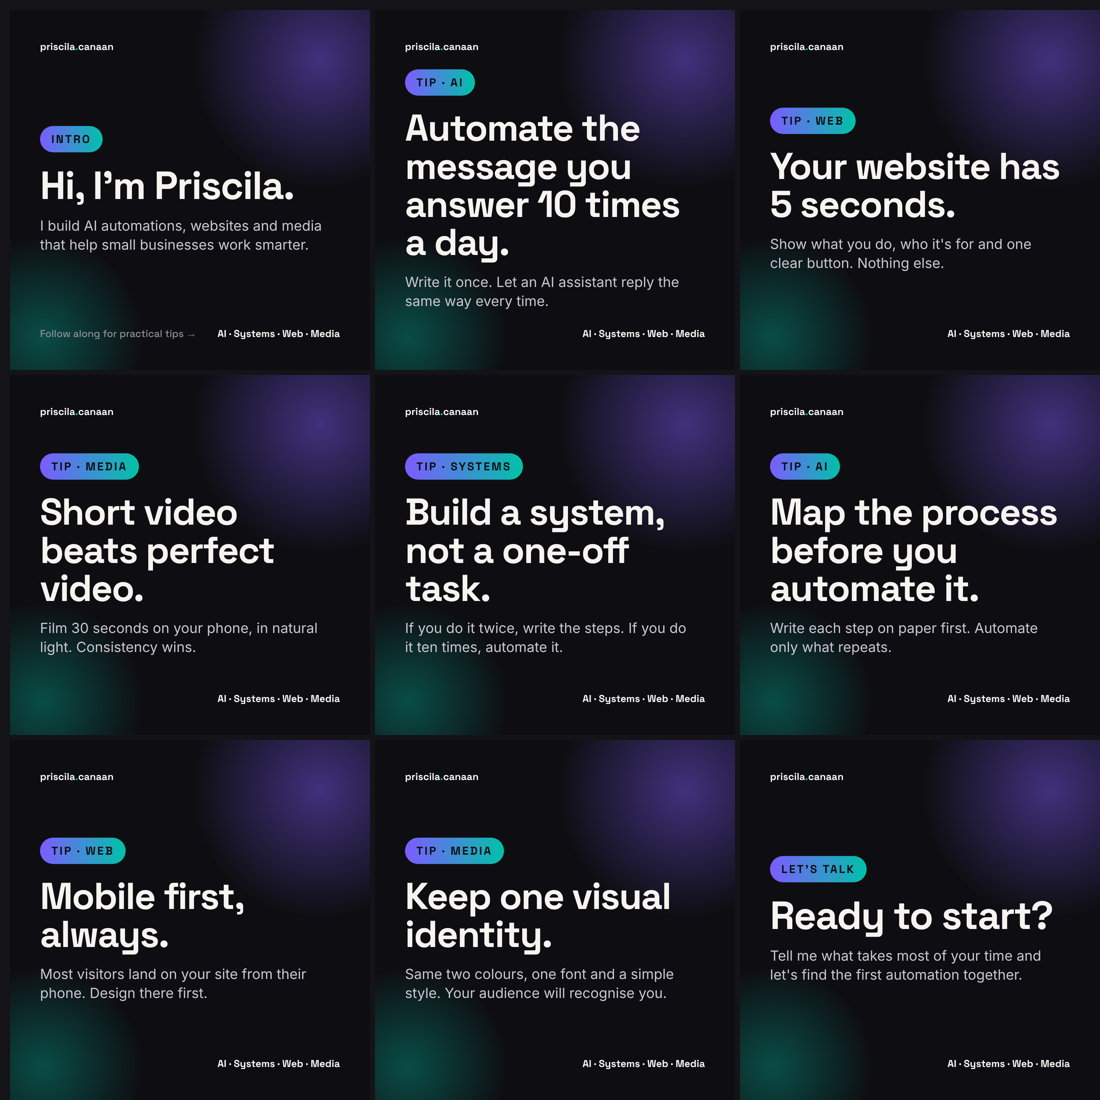 priscila.canaan
INTRO
Hi, I’m Priscila.
I build AI automations, websites and media
that help small businesses work smarter.
Follow along for practical tips →
AI · Systems · Web · Media
priscila.canaan
TIP · AI
Automate the
message you
answer 10 times
a day.
Write it once. Let an AI assistant reply the
same way every time.
AI · Systems · Web · Media
priscila.canaan
TIP · WEB
Your website has
5 seconds.
Show what you do, who it's for and one
clear button. Nothing else.
AI · Systems · Web · Media
priscila.canaan
TIP · MEDIA
Short video
beats perfect
video.
Film 30 seconds on your phone, in natural
light. Consistency wins.
AI · Systems · Web · Media
priscila.canaan
TIP · SYSTEMS
Build a system,
not a one-off
task.
If you do it twice, write the steps. If you do
it ten times, automate it.
AI · Systems · Web · Media
priscila.canaan
TIP · AI
Map the process
before you
automate it.
Write each step on paper first. Automate
only what repeats.
AI · Systems · Web · Media
priscila.canaan
TIP · WEB
Mobile first,
always.
Most visitors land on your site from their
phone. Design there first.
AI · Systems · Web · Media
priscila.canaan
TIP · MEDIA
Keep one visual
identity.
Same two colours, one font and a simple
style. Your audience will recognise you.
AI · Systems · Web · Media
priscila.canaan
LET'S TALK
Ready to start?
Tell me what takes most of your time and
let's find the first automation together.
AI · Systems · Web · Media